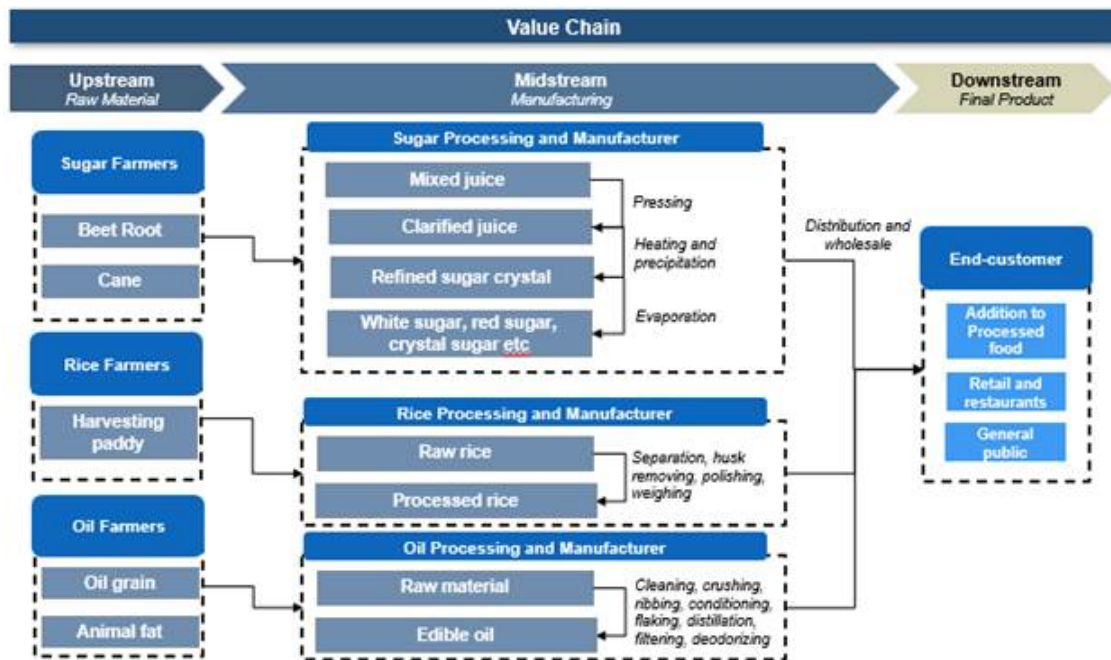 Value Chain
Upstream
Raw Material
Midstream
Manufacturing
Downstream
Final Product
Sugar Farmers
Beet Root
Cane
Rice Farmers
Harvesting
paddy
Oil Farmers
Oil grain
Animal fat
Sugar Processing and Manufacturer
Mixed juice
Clarified juice
Refined sugar crystal
White sugar, red sugar,
crystal sugar etc
Pressing
Heating and
precipitation
Evaporation
Rice Processing and Manufacturer
Raw rice
Processed rice
Separation, husk
removing, polishing,
weighing
Oil Processing and Manufacturer
Raw material
Edible oil
Cleaning, crushing,
ribbing, conditioning,
flaking, distillation,
filtering, deodorizing
Distribution and
wholesale
End-customer
Addition to
Processed
food
Retail and
restaurants
General
public